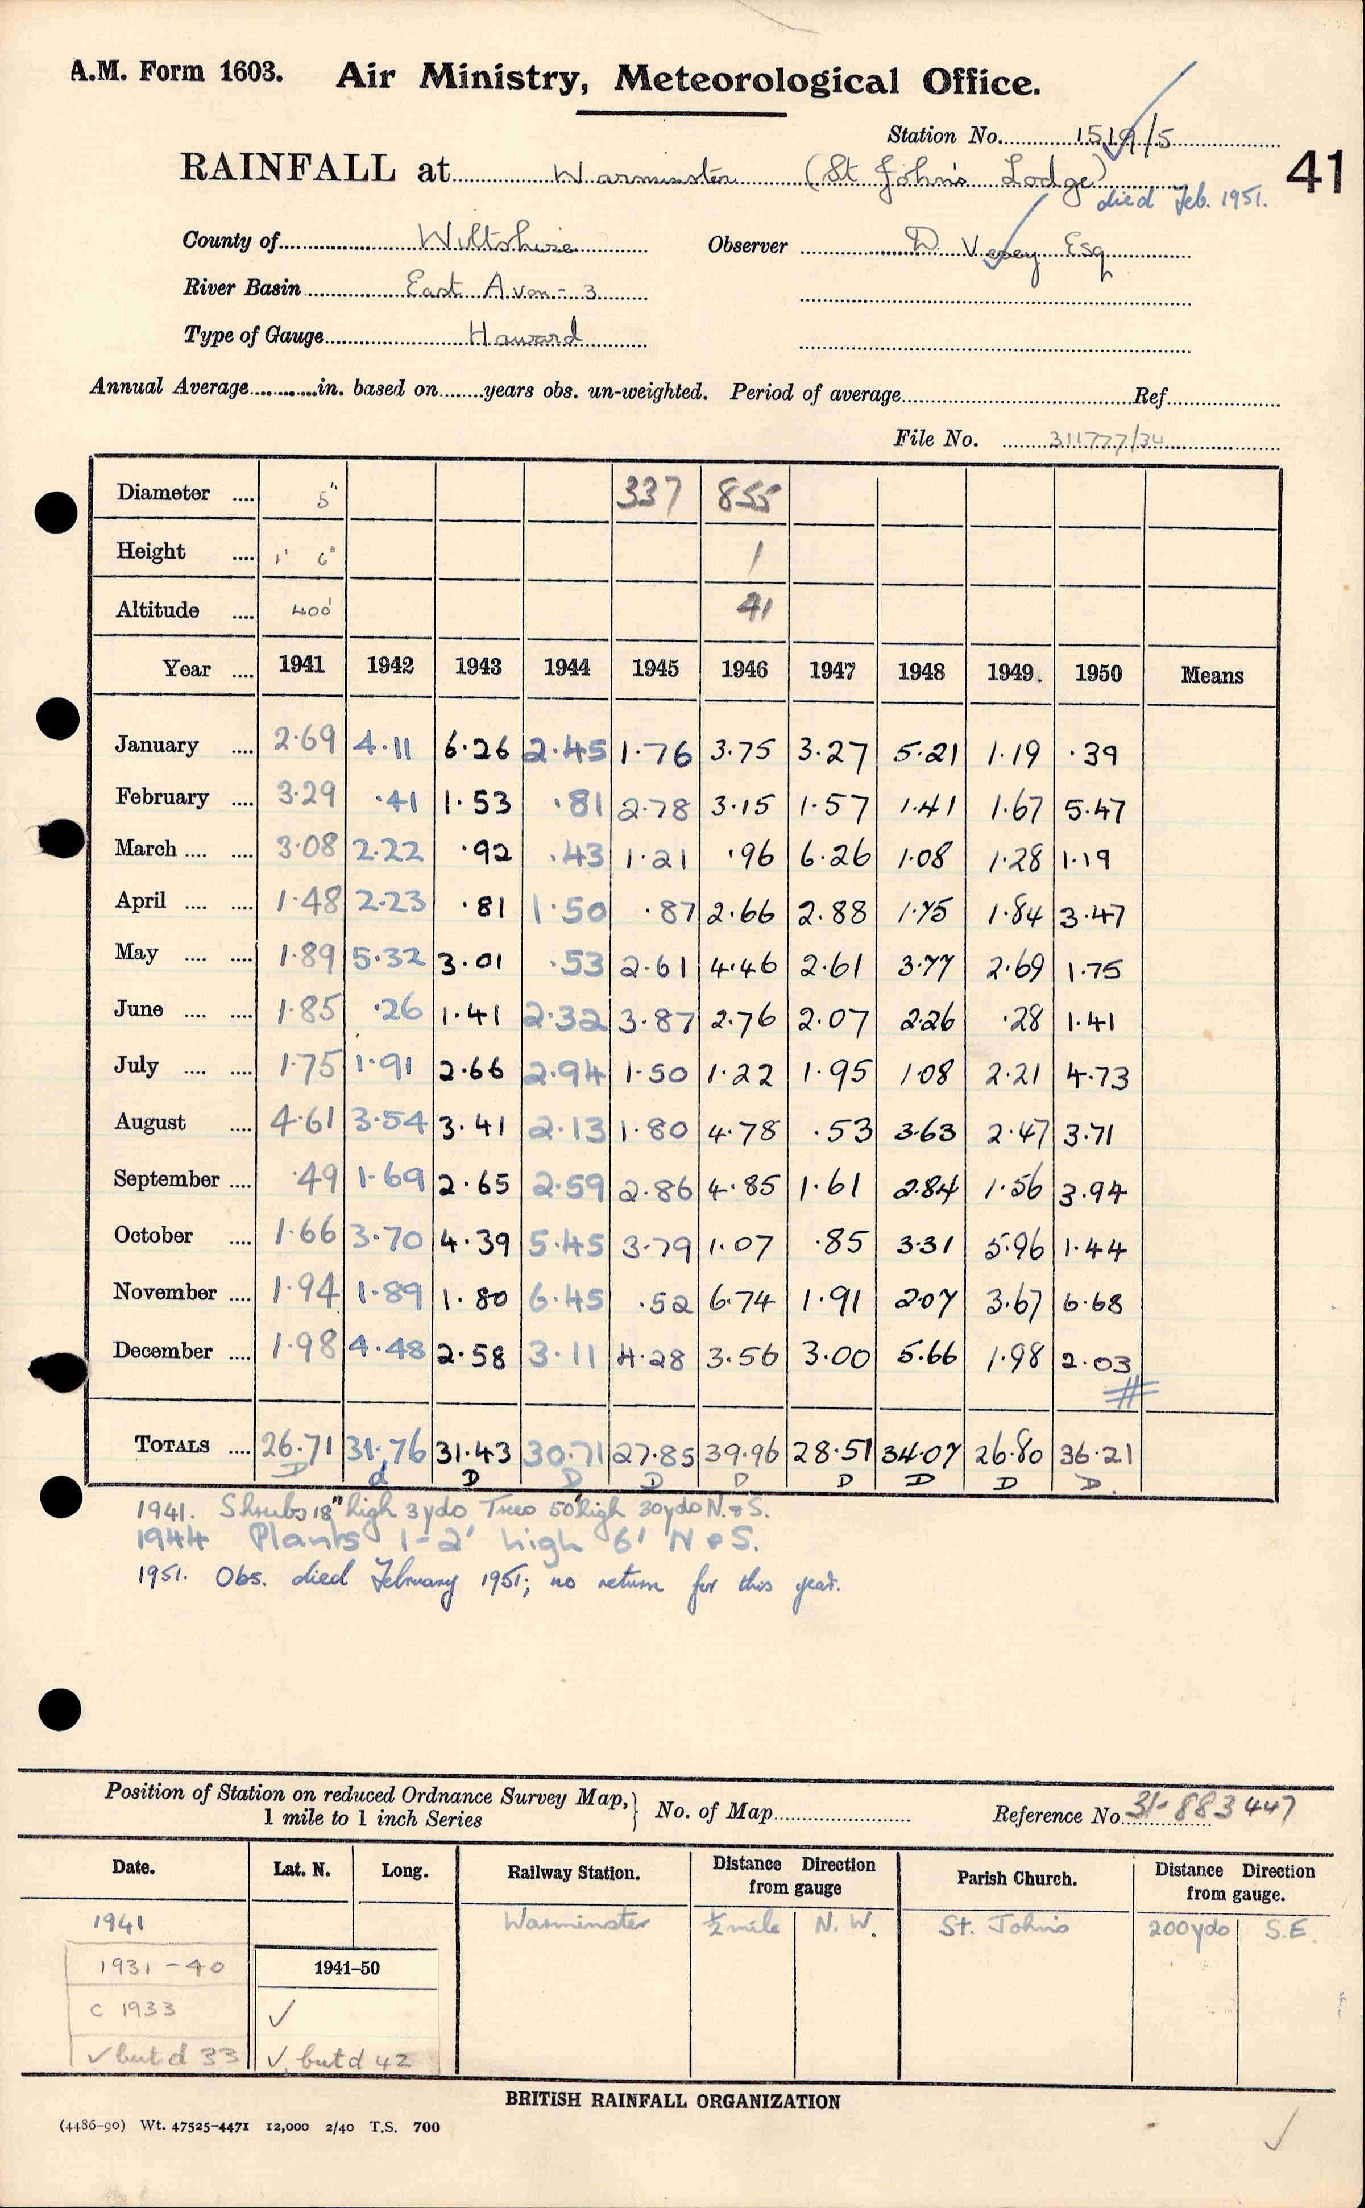 A.M. Form 1603. Air Ministry, Meteorological Office.
Station No. 1519/5
RAINFALL at Warminster (St John's Lodge) 41
died Feb. 1951.
County of Wiltshire Observer D. Vesey Esq
River Basin East Avon - 3
Type of Gauge Howard
Annual Average in. based on years obs. un-weighted. Period of average Ref
File No. 311777/34
Diameter 5" 337 855
Height 1' 0" 1
Altitude 400' 41
Year 1941 1942 1943 1944 1945 1946 1947 1948 1949 1950 Means
January 2.69 4.11 6.26 2.45 1.76 3.75 3.27 5.21 1.19 .39
February 3.29 .41 1.53 .81 2.78 3.15 1.57 1.41 1.67 5.47
March 3.08 2.22 .92 .43 1.21 .96 6.26 1.08 1.28 1.19
April 1.48 2.23 .81 1.50 .87 2.66 2.88 1.75 1.84 3.47
May 1.89 5.32 3.01 .53 2.61 4.46 2.61 3.77 2.69 1.75
June 1.85 .26 1.41 2.32 3.87 2.76 2.07 2.26 .28 1.41
July 1.75 1.91 2.66 2.94 1.50 1.22 1.95 1.08 2.21 4.73
August 4.61 3.54 3.41 2.13 1.80 4.78 .53 3.63 2.47 3.71
September .49 1.69 2.65 2.59 2.86 4.85 1.61 2.84 1.56 3.94
October 1.66 3.70 4.39 5.45 3.79 1.07 .85 3.31 5.96 1.44
November 1.94 1.89 1.80 6.45 .52 6.74 1.91 2.07 3.67 6.68
December 1.98 4.48 2.58 3.11 4.28 3.56 3.00 5.66 1.98 2.03
TOTALS 26.71 31.76 31.43 30.71 27.85 39.96 28.51 34.07 26.80 36.21
D d D D D D D D D D.
1941. Shrubs 18" high 3 yds Trees 50' high 30 yds N. & S.
1944 Plants 1-2' high 6' N & S.
1951. Obs. died February 1951; no return for this year.
Position of Station on reduced Ordnance Survey Map, 1 mile to 1 inch Series } No. of Map Reference No. 31-883447
Date. Lat. N. Long. Railway Station. Distance Direction from gauge Parish Church. Distance Direction from gauge.
1941 Warminster ½ mile N.W. St. John's 200 yds S.E.
1931-40 1941-50
c 1933 ✓
✓ but d 33 ✓ but d 42
BRITISH RAINFALL ORGANIZATION
(4486-90) Wt. 47525-4471 12,000 2/40 T.S. 700